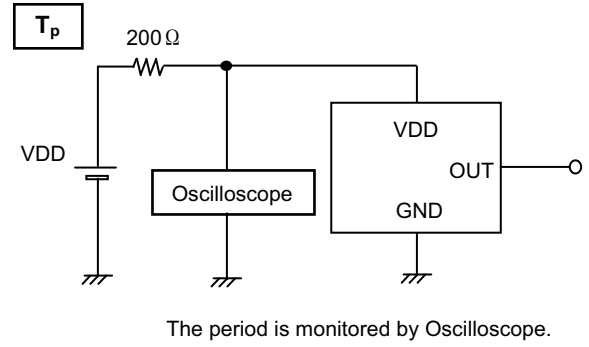 Tp
200Ω
VDD
Oscilloscope
VDD
OUT
GND
The period is monitored by Oscilloscope.